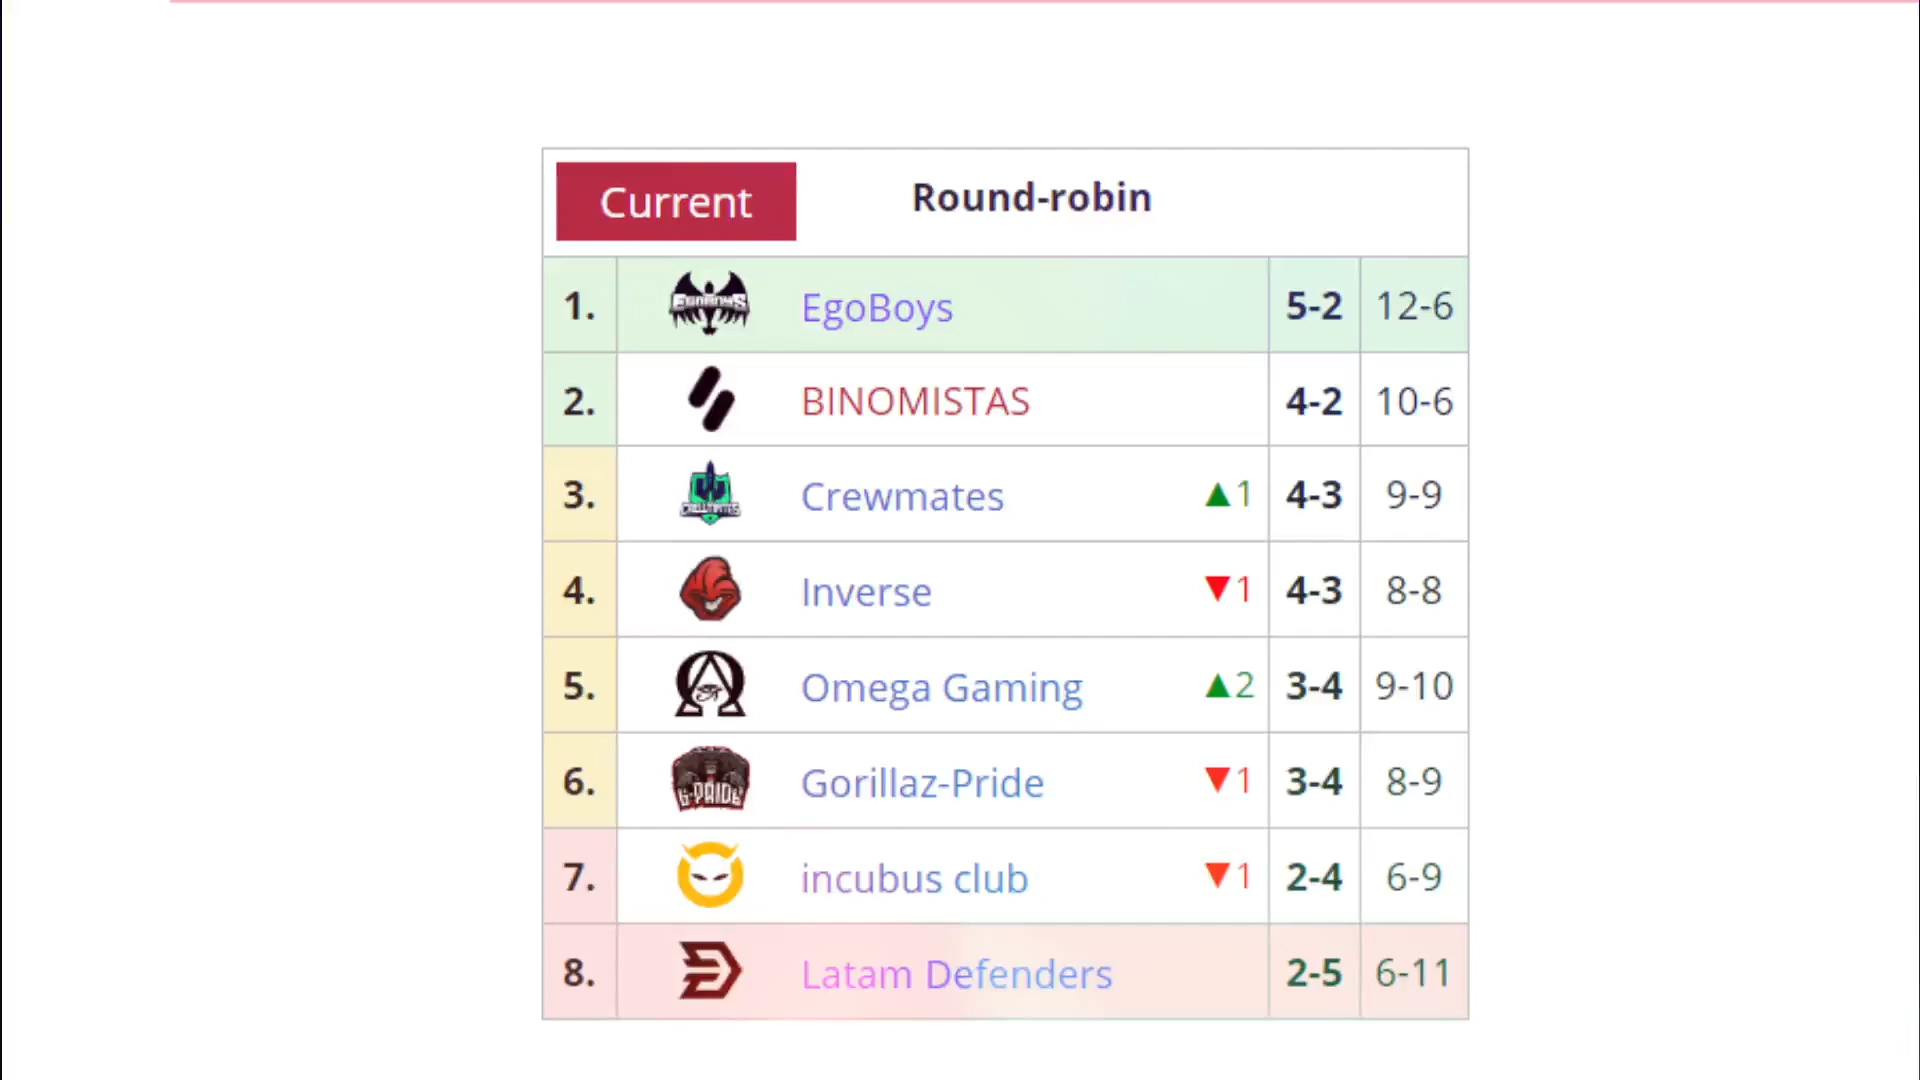 Current Round-robin
1. EGOBOYS EgoBoys 5-2 12-6
2. BINOMISTAS 4-2 10-6
3. CREWMATES Crewmates ▲1 4-3 9-9
4. Inverse ▼1 4-3 8-8
5. Omega Gaming ▲2 3-4 9-10
6. G-PRIDE Gorillaz-Pride ▼1 3-4 8-9
7. incubus club ▼1 2-4 6-9
8. Latam Defenders 2-5 6-11